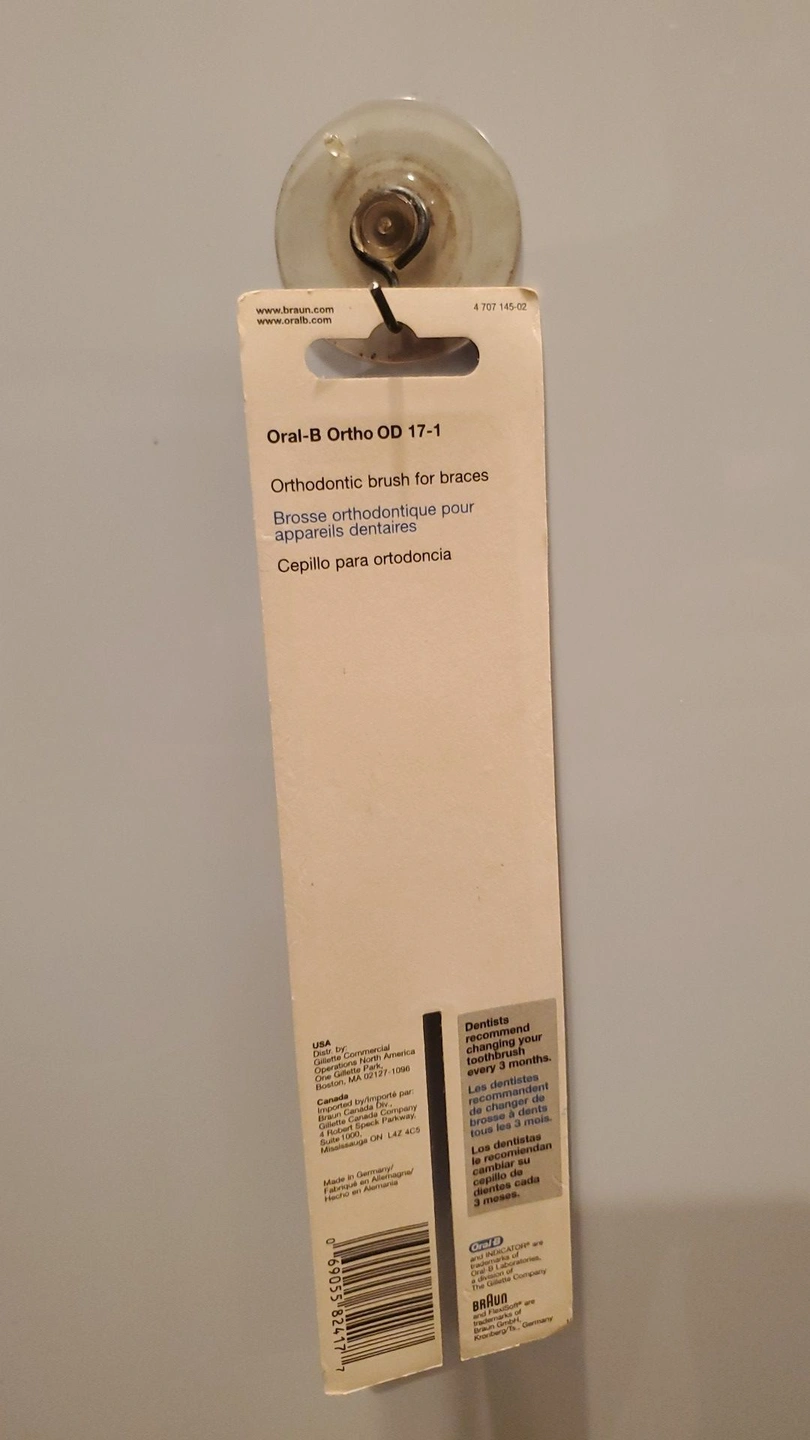 www.braun.com
www.oralb.com
4 707 145-02
Oral-B Ortho OD 17-1
Orthodontic brush for braces
Brosse orthodontique pour
appareils dentaires
Cepillo para ortodoncia
USA
Distr. by:
Gillette Commercial
Operations North America
One Gillette Park,
Boston, MA 02127-1096
Canada
Imported by/Importé par:
Braun Canada Div.,
Gillette Canada Company
4 Robert Speck Parkway,
Suite 1000,
Mississauga ON L4Z 4C5
Made in Germany/
Fabriqué en Allemagne/
Hecho en Alemania
0 69055 82417 7
Dentists
recommend
changing your
toothbrush
every 3 months.
Les dentistes
recommandent
de changer de
brosse à dents
tous les 3 mois.
Los dentistas
le recomiendan
cambiar su
cepillo de
dientes cada
3 meses.
Oral-B
and INDICATOR® are
trademarks of
Oral-B Laboratories,
a division of
The Gillette Company
BRAUN
and FlexiSoft® are
trademarks of
Braun GmbH,
Kronberg/Ts., Germany